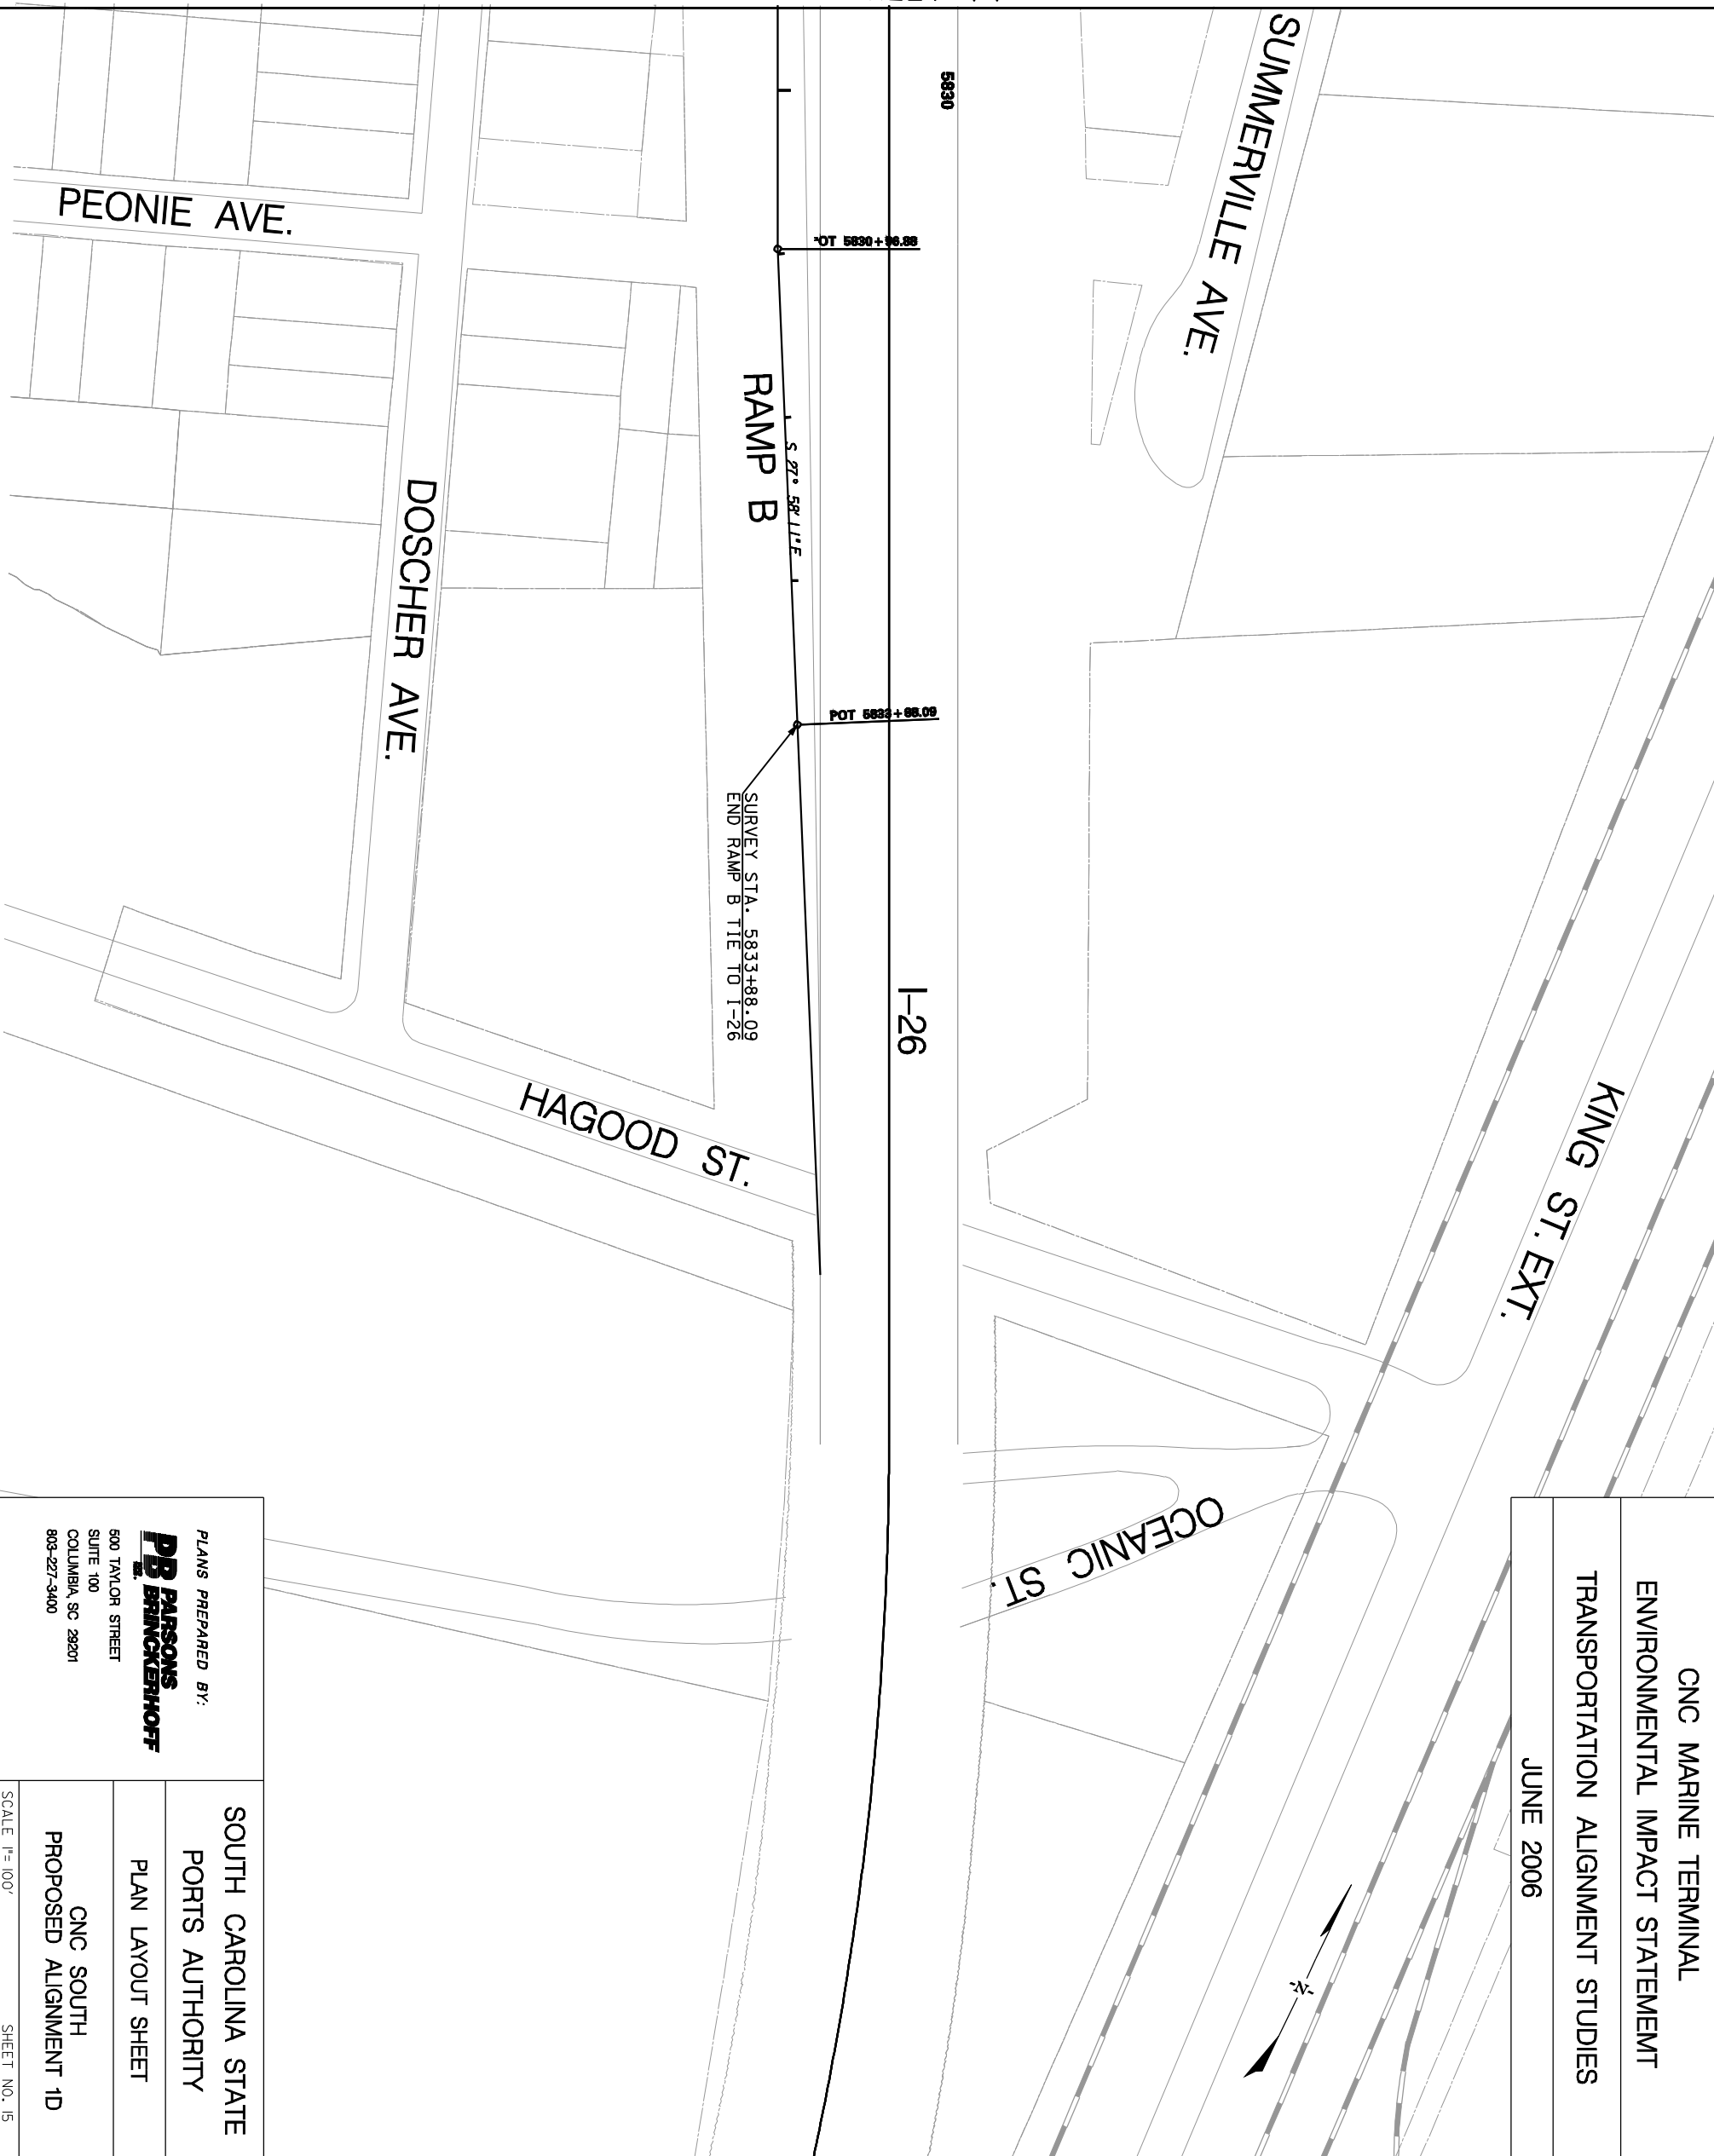 CNC MARINE TERMINAL
ENVIRONMENTAL IMPACT STATEMEMT
TRANSPORTATION ALIGNMENT STUDIES
JUNE 2006
SUMMERVILLE AVE.
5830
KING ST. EXT.
I-26
OT 5830+96.88
POT 5833+88.09
S 27° 58' 11" E
RAMP B
SURVEY STA. 5833+88.09
END RAMP B TIE TO I-26
PEONIE AVE.
DOSCHER AVE.
HAGOOD ST.
OCEANIC ST.
-N-
PLANS PREPARED BY:
PARSONS
BRINCKERHOFF
500 TAYLOR STREET
SUITE 100
COLUMBIA, SC 29201
803-227-3400
SOUTH CAROLINA STATE
PORTS AUTHORITY
PLAN LAYOUT SHEET
CNC SOUTH
PROPOSED ALIGNMENT 1D
SCALE 1"= 100'
SHEET NO. 15